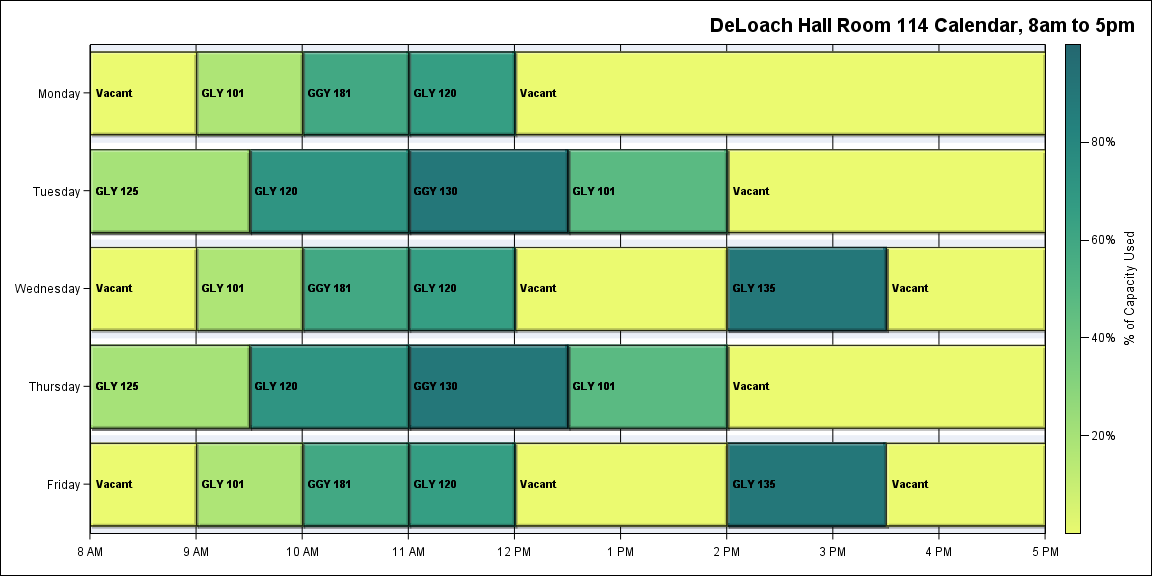 DeLoach Hall Room 114 Calendar, 8am to 5pm
Monday
Vacant
GLY 101
GGY 181
GLY 120
Vacant
Tuesday
GLY 125
GLY 120
GGY 130
GLY 101
Vacant
Wednesday
Vacant
GLY 101
GGY 181
GLY 120
Vacant
GLY 135
Vacant
Thursday
GLY 125
GLY 120
GGY 130
GLY 101
Vacant
Friday
Vacant
GLY 101
GGY 181
GLY 120
Vacant
GLY 135
Vacant
8 AM
9 AM
10 AM
11 AM
12 PM
1 PM
2 PM
3 PM
4 PM
5 PM
80%
60%
40%
20%
% of Capacity Used